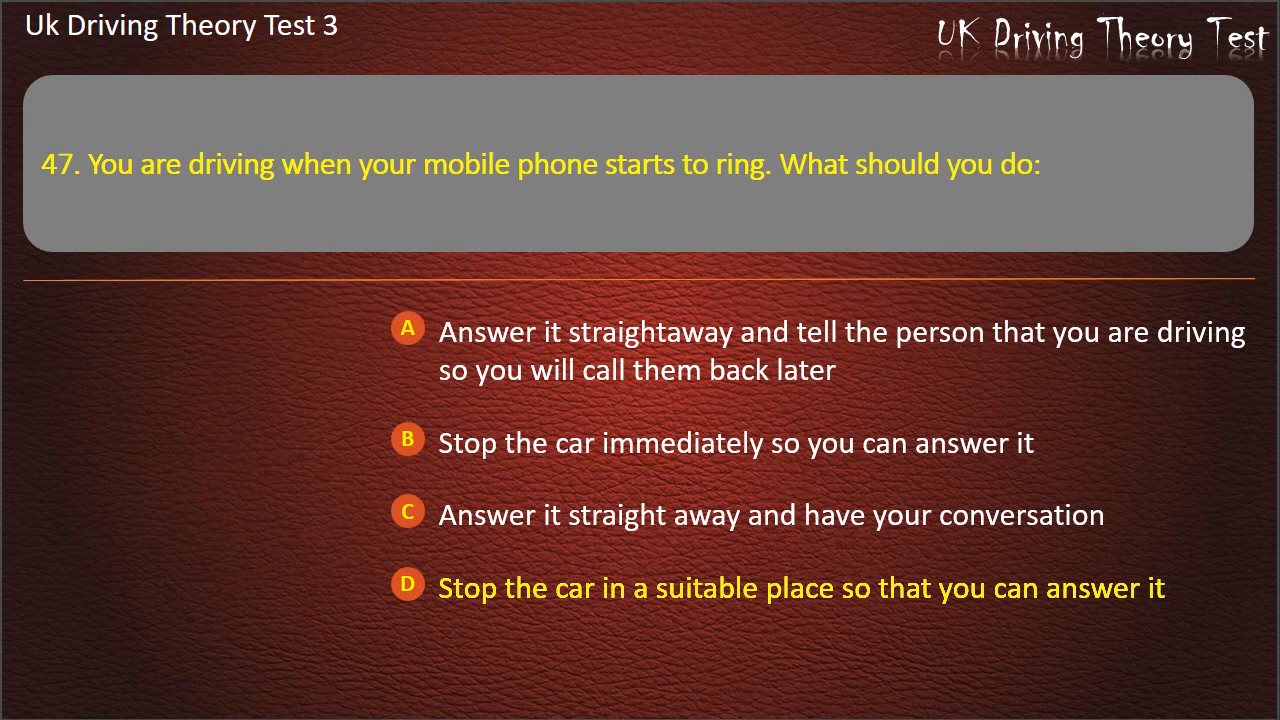 Uk Driving Theory Test 3
UK Driving Theory Test
47. You are driving when your mobile phone starts to ring. What should you do:
A Answer it straightaway and tell the person that you are driving
so you will call them back later
B Stop the car immediately so you can answer it
C Answer it straight away and have your conversation
D Stop the car in a suitable place so that you can answer it